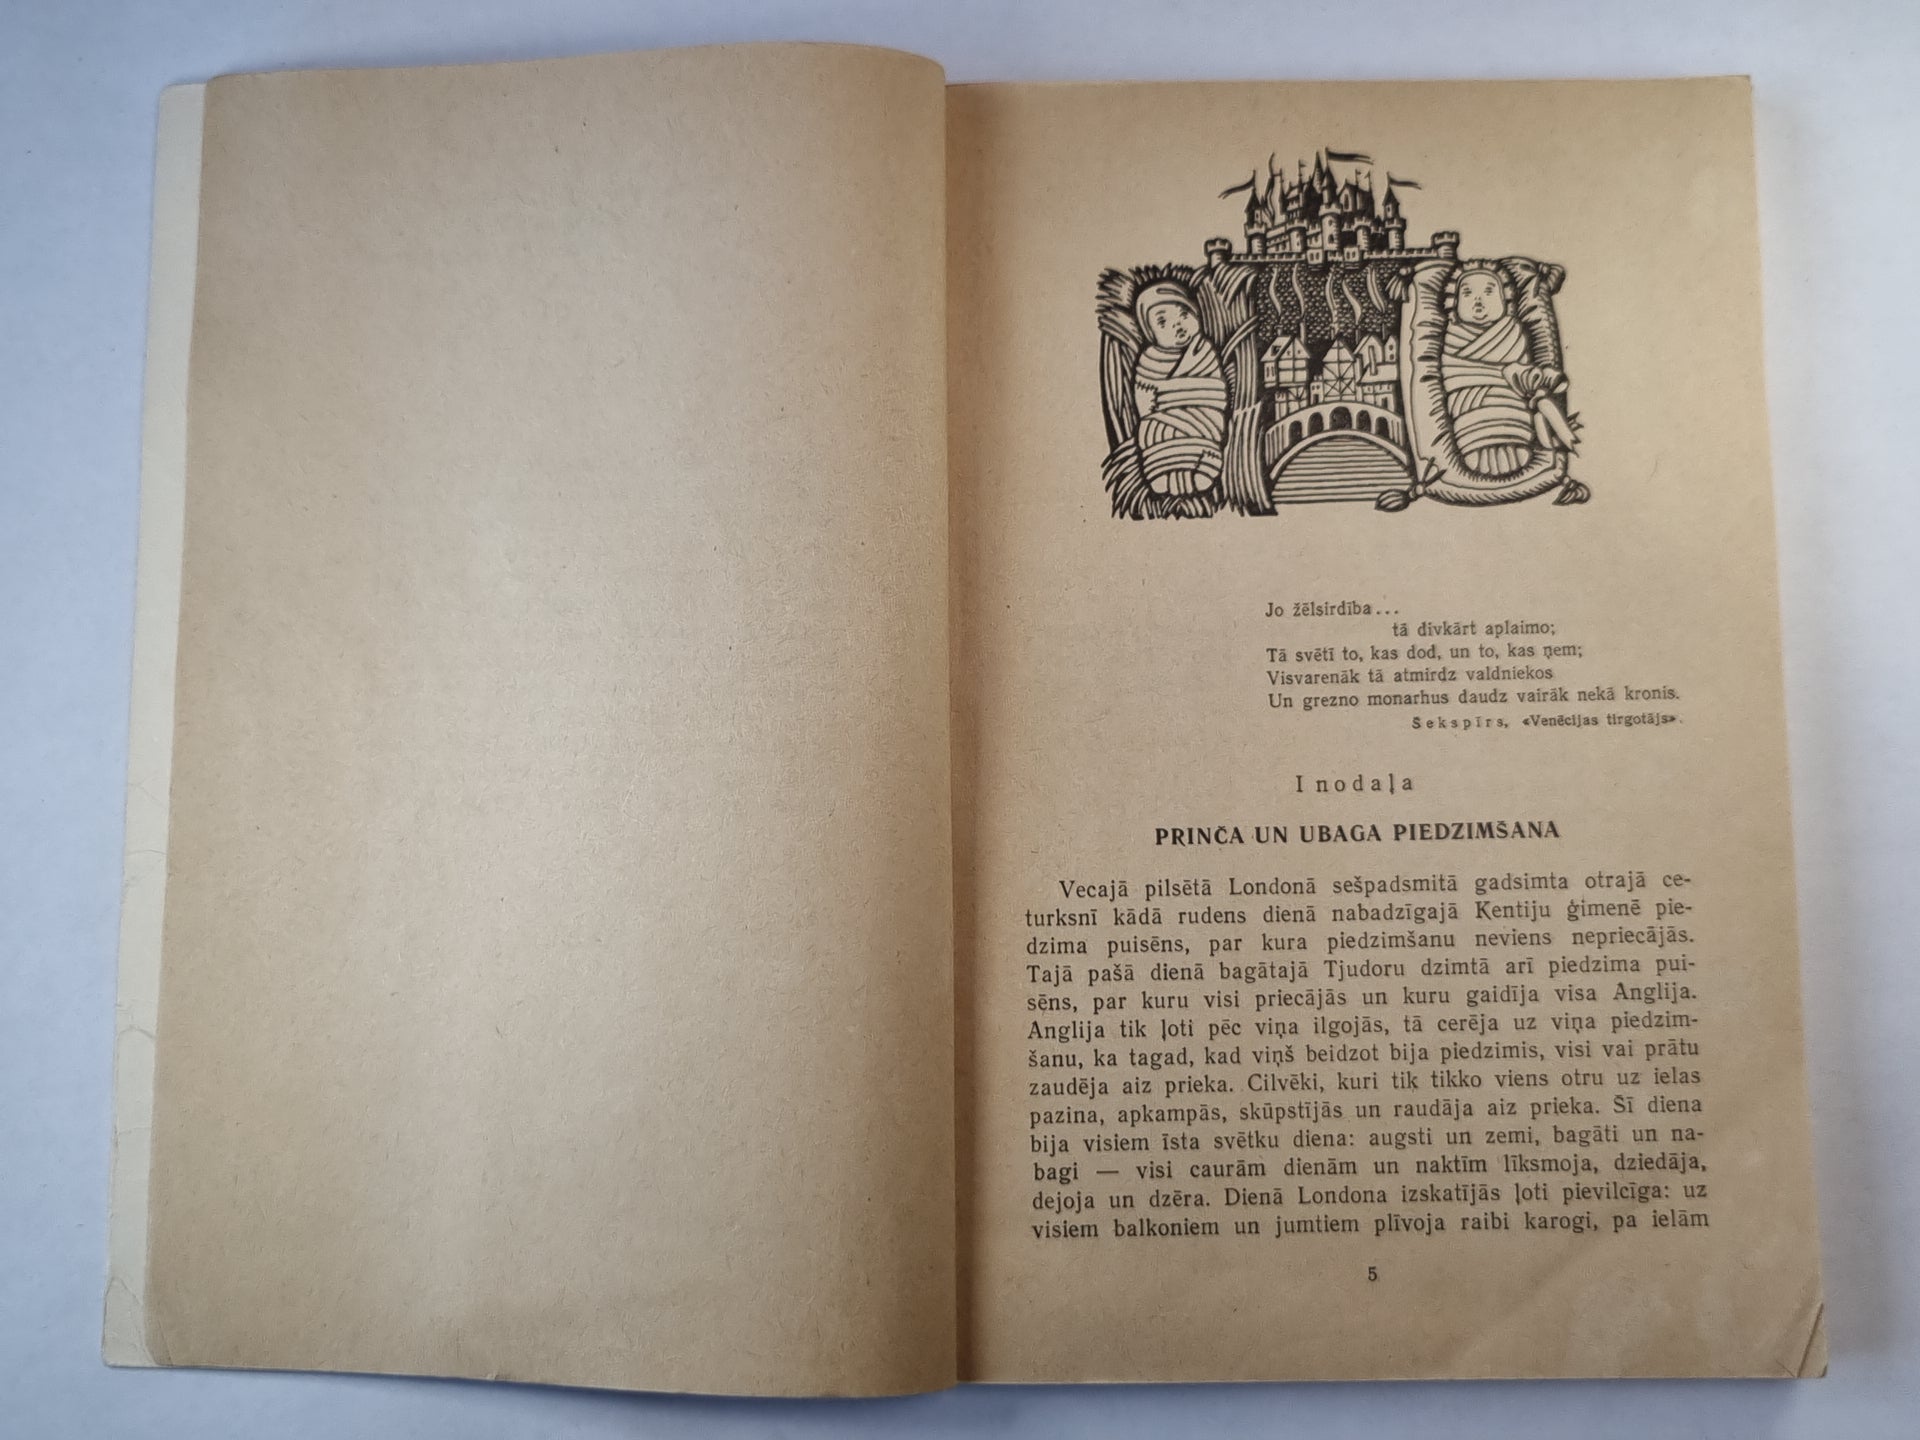 Jo žēlsirdība...
tā divkārt aplaimo;
Tā svētī to, kas dod, un to, kas ņem;
Visvarenāk tā atmirdz valdniekos
Un grezno monarhus daudz vairāk nekā kronis.
Šekspīrs, «Venēcijas tirgotājs».
I nodaļa
PRINČA UN UBAGA PIEDZIMŠANA
Vecajā pilsētā Londonā sešpadsmitā gadsimta otrajā ce-
turksnī kādā rudens dienā nabadzīgajā Kentiju ģimenē pie-
dzima puisēns, par kura piedzimšanu neviens nepriecājās.
Tajā pašā dienā bagātajā Tjudoru dzimtā arī piedzima pui-
sēns, par kuru visi priecājās un kuru gaidīja visa Anglija.
Anglija tik ļoti pēc viņa ilgojās, tā cerēja uz viņa piedzim-
šanu, ka tagad, kad viņš beidzot bija piedzimis, visi vai prātu
zaudēja aiz prieka. Cilvēki, kuri tik tikko viens otru uz ielas
pazina, apkampās, skūpstījās un raudāja aiz prieka. Šī diena
bija visiem īsta svētku diena: augsti un zemi, bagāti un na-
bagi — visi caurām dienām un naktīm līksmoja, dziedāja,
dejoja un dzēra. Dienā Londona izskatījās ļoti pievilcīga: uz
visiem balkoniem un jumtiem plīvoja raibi karogi, pa ielām
5